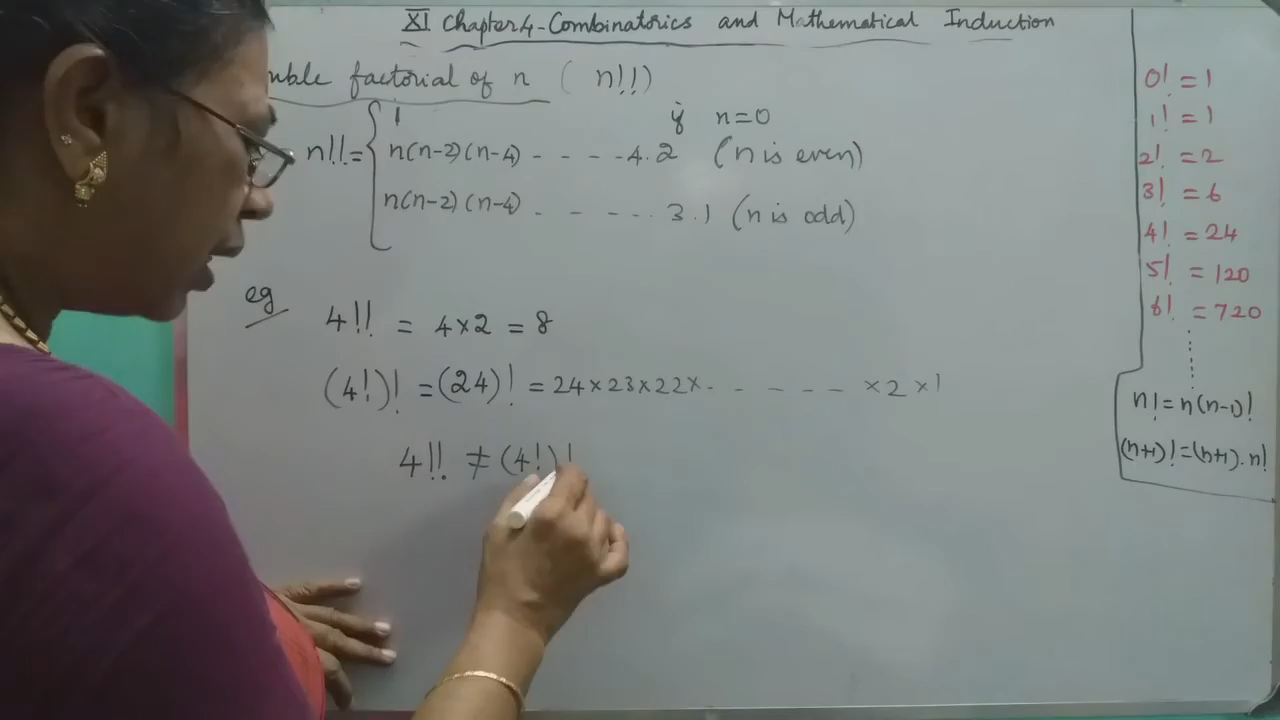 XI Chapter 4 - Combinatorics and Mathematical Induction
uble factorial of n ( n!! )
1 if n=0
n!! = n(n-2)(n-4) - - - - 4.2 (n is even)
n(n-2)(n-4) - - - ... 3.1 (n is odd)
eg 4!! = 4×2 = 8
(4!)! = (24)! = 24×23×22×- - - - - ×2×1
4!! ≠ (4!)!
0! = 1
1! = 1
2! = 2
3! = 6
4! = 24
5! = 120
6! = 720
n! = n(n-1)!
(n+1)! = (n+1).n!